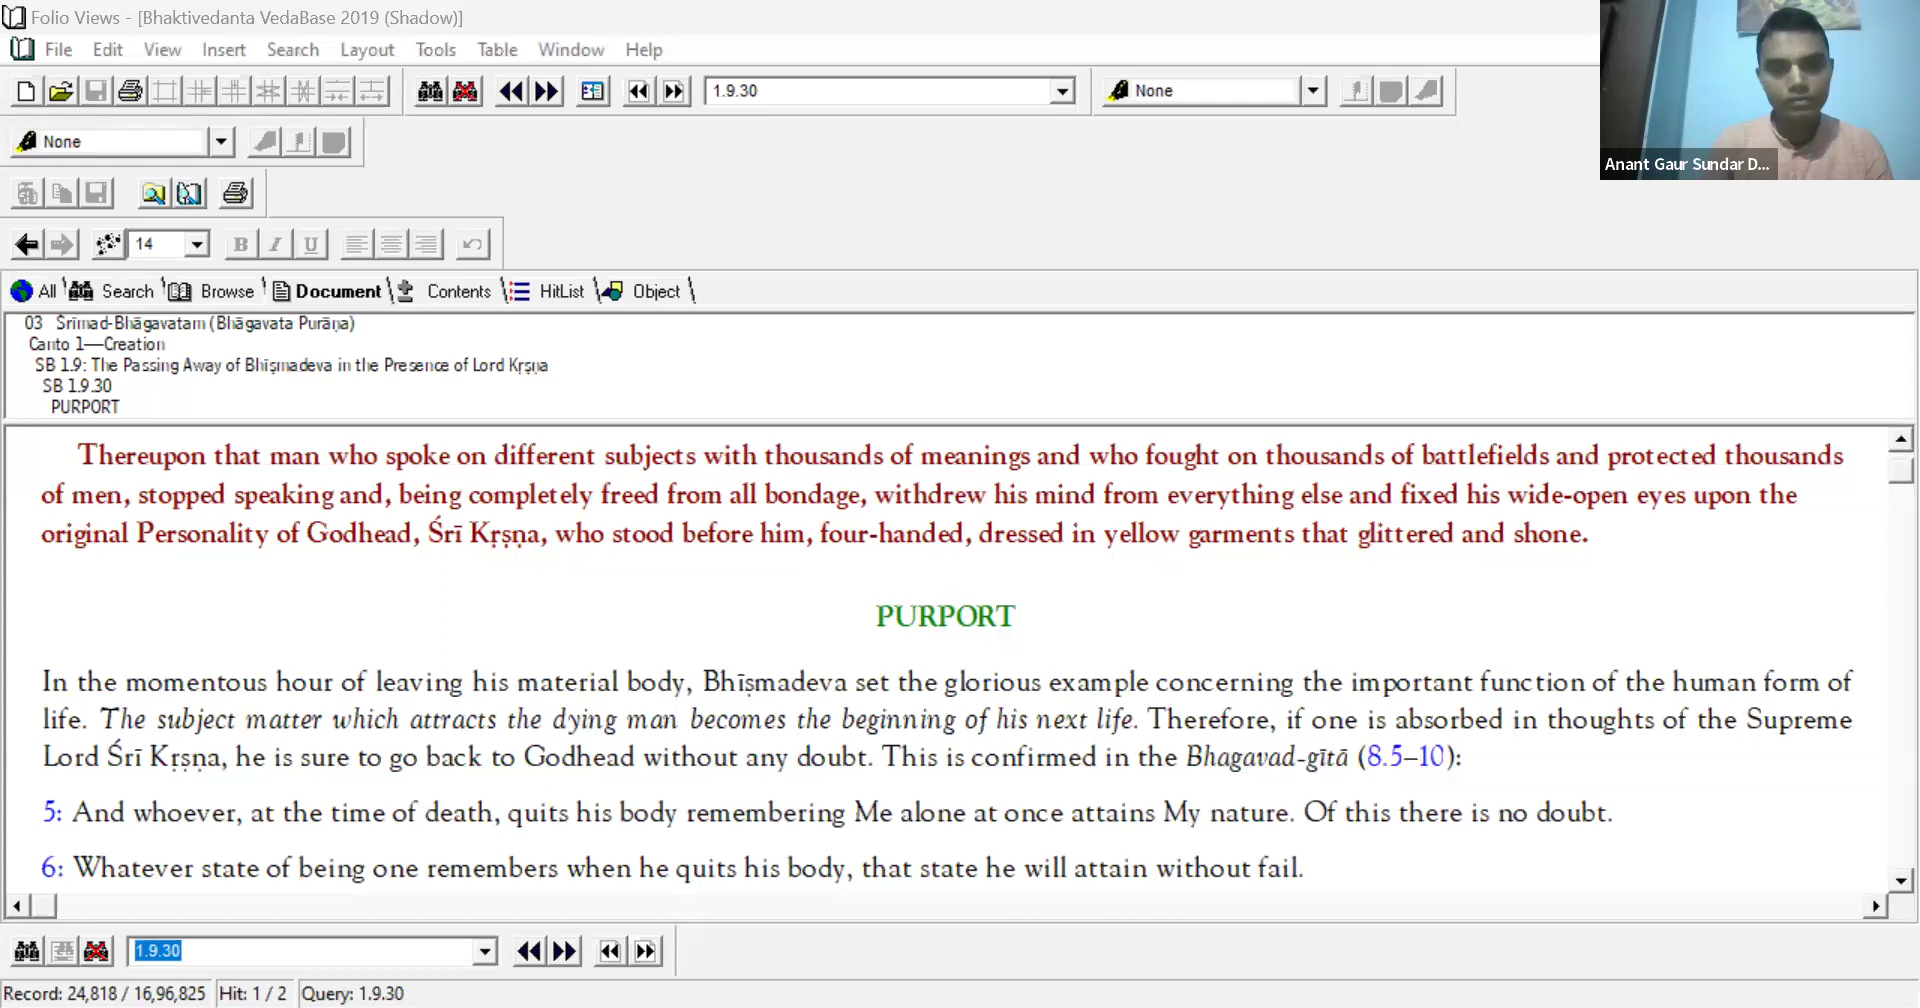 Folio Views - [Bhaktivedanta VedaBase 2019 (Shadow)]
File Edit View Insert Search Layout Tools Table Window Help
1.9.30 None
None
14 B I U
All Search Browse Document Contents HitList Object
03 Śrīmad-Bhāgavatam (Bhāgavata Purāṇa)
Canto 1—Creation
SB 1.9: The Passing Away of Bhīṣmadeva in the Presence of Lord Kṛṣṇa
SB 1.9.30
PURPORT
Thereupon that man who spoke on different subjects with thousands of meanings and who fought on thousands of battlefields and protected thousands
of men, stopped speaking and, being completely freed from all bondage, withdrew his mind from everything else and fixed his wide-open eyes upon the
original Personality of Godhead, Śrī Kṛṣṇa, who stood before him, four-handed, dressed in yellow garments that glittered and shone.
PURPORT
In the momentous hour of leaving his material body, Bhīṣmadeva set the glorious example concerning the important function of the human form of
life. The subject matter which attracts the dying man becomes the beginning of his next life. Therefore, if one is absorbed in thoughts of the Supreme
Lord Śrī Kṛṣṇa, he is sure to go back to Godhead without any doubt. This is confirmed in the Bhagavad-gītā (8.5–10):
5: And whoever, at the time of death, quits his body remembering Me alone at once attains My nature. Of this there is no doubt.
6: Whatever state of being one remembers when he quits his body, that state he will attain without fail.
1.9.30
Record: 24,818 / 16,96,825 Hit: 1 / 2 Query: 1.9.30
Anant Gaur Sundar D...